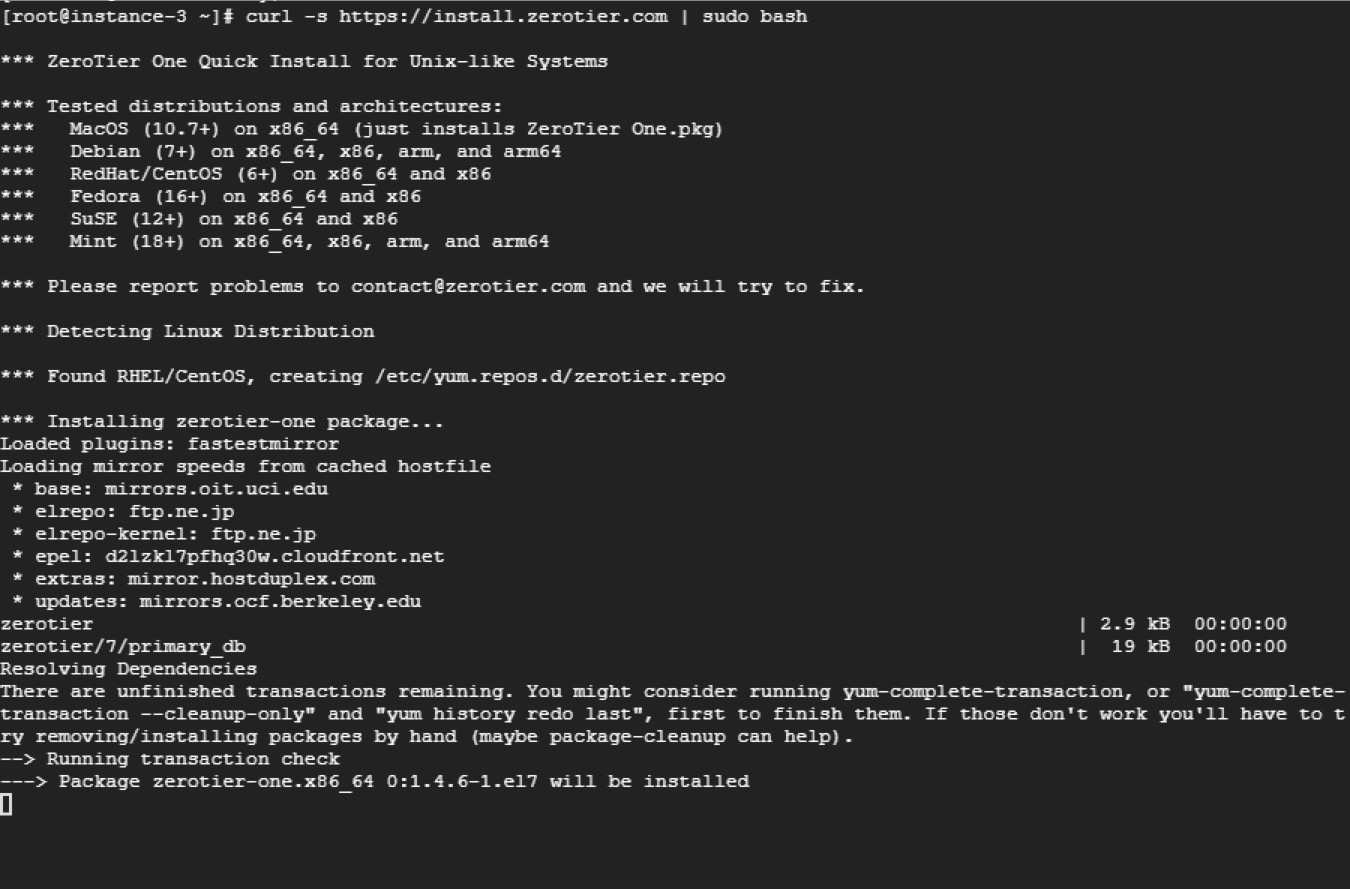 [root@instance-3 ~]# curl -s https://install.zerotier.com | sudo bash
*** ZeroTier One Quick Install for Unix-like Systems
*** Tested distributions and architectures:
***   MacOS (10.7+) on x86_64 (just installs ZeroTier One.pkg)
***   Debian (7+) on x86_64, x86, arm, and arm64
***   RedHat/CentOS (6+) on x86_64 and x86
***   Fedora (16+) on x86_64 and x86
***   SuSE (12+) on x86_64 and x86
***   Mint (18+) on x86_64, x86, arm, and arm64
*** Please report problems to contact@zerotier.com and we will try to fix.
*** Detecting Linux Distribution
*** Found RHEL/CentOS, creating /etc/yum.repos.d/zerotier.repo
*** Installing zerotier-one package...
Loaded plugins: fastestmirror
Loading mirror speeds from cached hostfile
 * base: mirrors.oit.uci.edu
 * elrepo: ftp.ne.jp
 * elrepo-kernel: ftp.ne.jp
 * epel: d2lzkl7pfhq30w.cloudfront.net
 * extras: mirror.hostduplex.com
 * updates: mirrors.ocf.berkeley.edu
zerotier | 2.9 kB  00:00:00
zerotier/7/primary_db |  19 kB  00:00:00
Resolving Dependencies
There are unfinished transactions remaining. You might consider running yum-complete-transaction, or "yum-complete-
transaction --cleanup-only" and "yum history redo last", first to finish them. If those don't work you'll have to t
ry removing/installing packages by hand (maybe package-cleanup can help).
--> Running transaction check
---> Package zerotier-one.x86_64 0:1.4.6-1.el7 will be installed